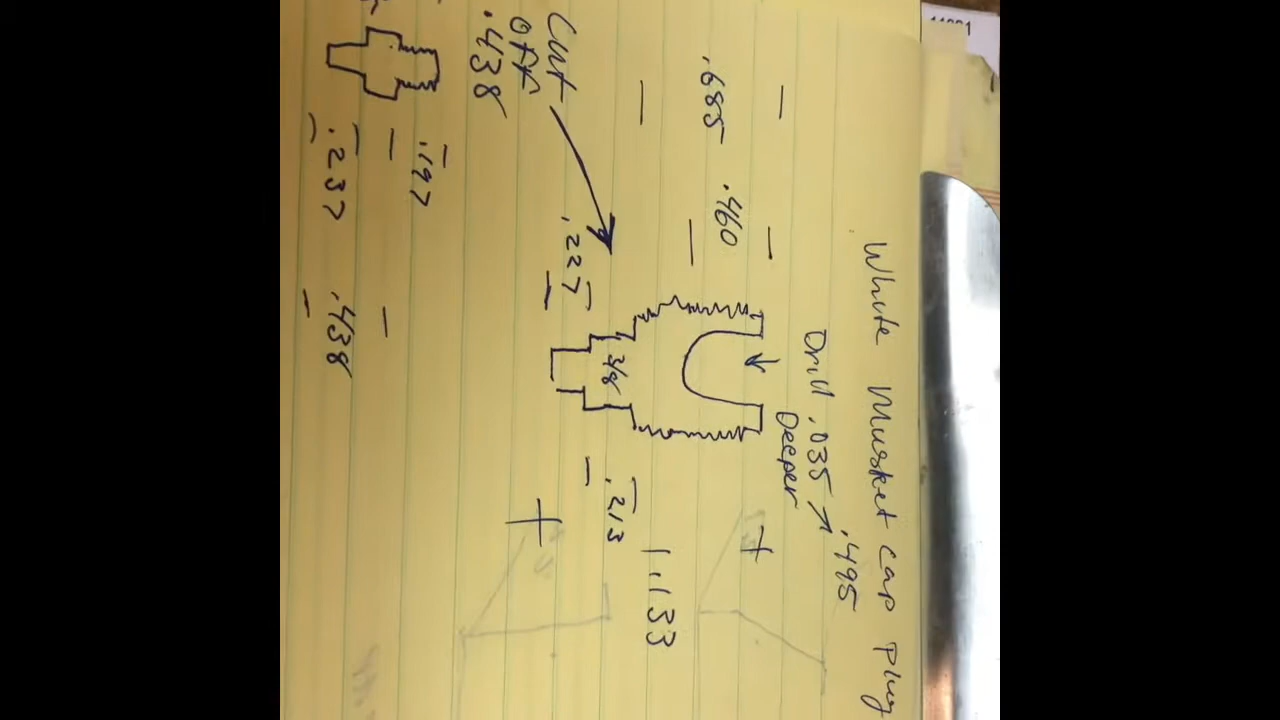 White Musket cap Plug
Drill .035 → .495
Deeper
.685
.460
1.133
.213
3/8
.227
Cut
off
.438
.197
.237
.438